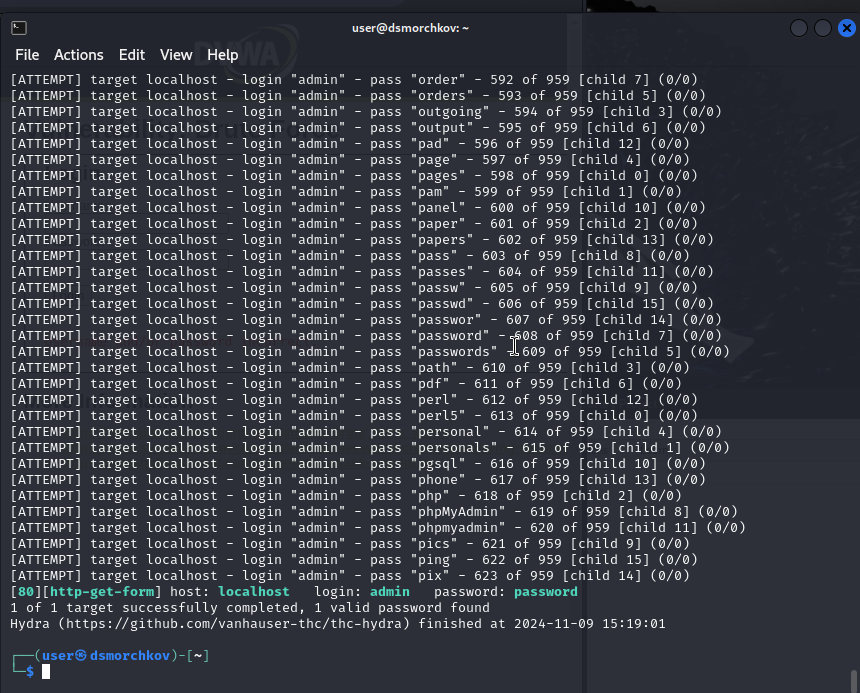 user@dsmorchkov: ~
File Actions Edit View Help
[ATTEMPT] target localhost - login "admin" - pass "order" - 592 of 959 [child 7] (0/0)
[ATTEMPT] target localhost - login "admin" - pass "orders" - 593 of 959 [child 5] (0/0)
[ATTEMPT] target localhost - login "admin" - pass "outgoing" - 594 of 959 [child 3] (0/0)
[ATTEMPT] target localhost - login "admin" - pass "output" - 595 of 959 [child 6] (0/0)
[ATTEMPT] target localhost - login "admin" - pass "pad" - 596 of 959 [child 12] (0/0)
[ATTEMPT] target localhost - login "admin" - pass "page" - 597 of 959 [child 4] (0/0)
[ATTEMPT] target localhost - login "admin" - pass "pages" - 598 of 959 [child 0] (0/0)
[ATTEMPT] target localhost - login "admin" - pass "pam" - 599 of 959 [child 1] (0/0)
[ATTEMPT] target localhost - login "admin" - pass "panel" - 600 of 959 [child 10] (0/0)
[ATTEMPT] target localhost - login "admin" - pass "paper" - 601 of 959 [child 2] (0/0)
[ATTEMPT] target localhost - login "admin" - pass "papers" - 602 of 959 [child 13] (0/0)
[ATTEMPT] target localhost - login "admin" - pass "pass" - 603 of 959 [child 8] (0/0)
[ATTEMPT] target localhost - login "admin" - pass "passes" - 604 of 959 [child 11] (0/0)
[ATTEMPT] target localhost - login "admin" - pass "passw" - 605 of 959 [child 9] (0/0)
[ATTEMPT] target localhost - login "admin" - pass "passwd" - 606 of 959 [child 15] (0/0)
[ATTEMPT] target localhost - login "admin" - pass "passwor" - 607 of 959 [child 14] (0/0)
[ATTEMPT] target localhost - login "admin" - pass "password" - 608 of 959 [child 7] (0/0)
[ATTEMPT] target localhost - login "admin" - pass "passwords" - 609 of 959 [child 5] (0/0)
[ATTEMPT] target localhost - login "admin" - pass "path" - 610 of 959 [child 3] (0/0)
[ATTEMPT] target localhost - login "admin" - pass "pdf" - 611 of 959 [child 6] (0/0)
[ATTEMPT] target localhost - login "admin" - pass "perl" - 612 of 959 [child 12] (0/0)
[ATTEMPT] target localhost - login "admin" - pass "perl5" - 613 of 959 [child 0] (0/0)
[ATTEMPT] target localhost - login "admin" - pass "personal" - 614 of 959 [child 4] (0/0)
[ATTEMPT] target localhost - login "admin" - pass "personals" - 615 of 959 [child 1] (0/0)
[ATTEMPT] target localhost - login "admin" - pass "pgsql" - 616 of 959 [child 10] (0/0)
[ATTEMPT] target localhost - login "admin" - pass "phone" - 617 of 959 [child 13] (0/0)
[ATTEMPT] target localhost - login "admin" - pass "php" - 618 of 959 [child 2] (0/0)
[ATTEMPT] target localhost - login "admin" - pass "phpMyAdmin" - 619 of 959 [child 8] (0/0)
[ATTEMPT] target localhost - login "admin" - pass "phpmyadmin" - 620 of 959 [child 11] (0/0)
[ATTEMPT] target localhost - login "admin" - pass "pics" - 621 of 959 [child 9] (0/0)
[ATTEMPT] target localhost - login "admin" - pass "ping" - 622 of 959 [child 15] (0/0)
[ATTEMPT] target localhost - login "admin" - pass "pix" - 623 of 959 [child 14] (0/0)
[80][http-get-form] host: localhost   login: admin   password: password
1 of 1 target successfully completed, 1 valid password found
Hydra (https://github.com/vanhauser-thc/thc-hydra) finished at 2024-11-09 15:19:01
┌──(user㉿dsmorchkov)-[~]
└─$